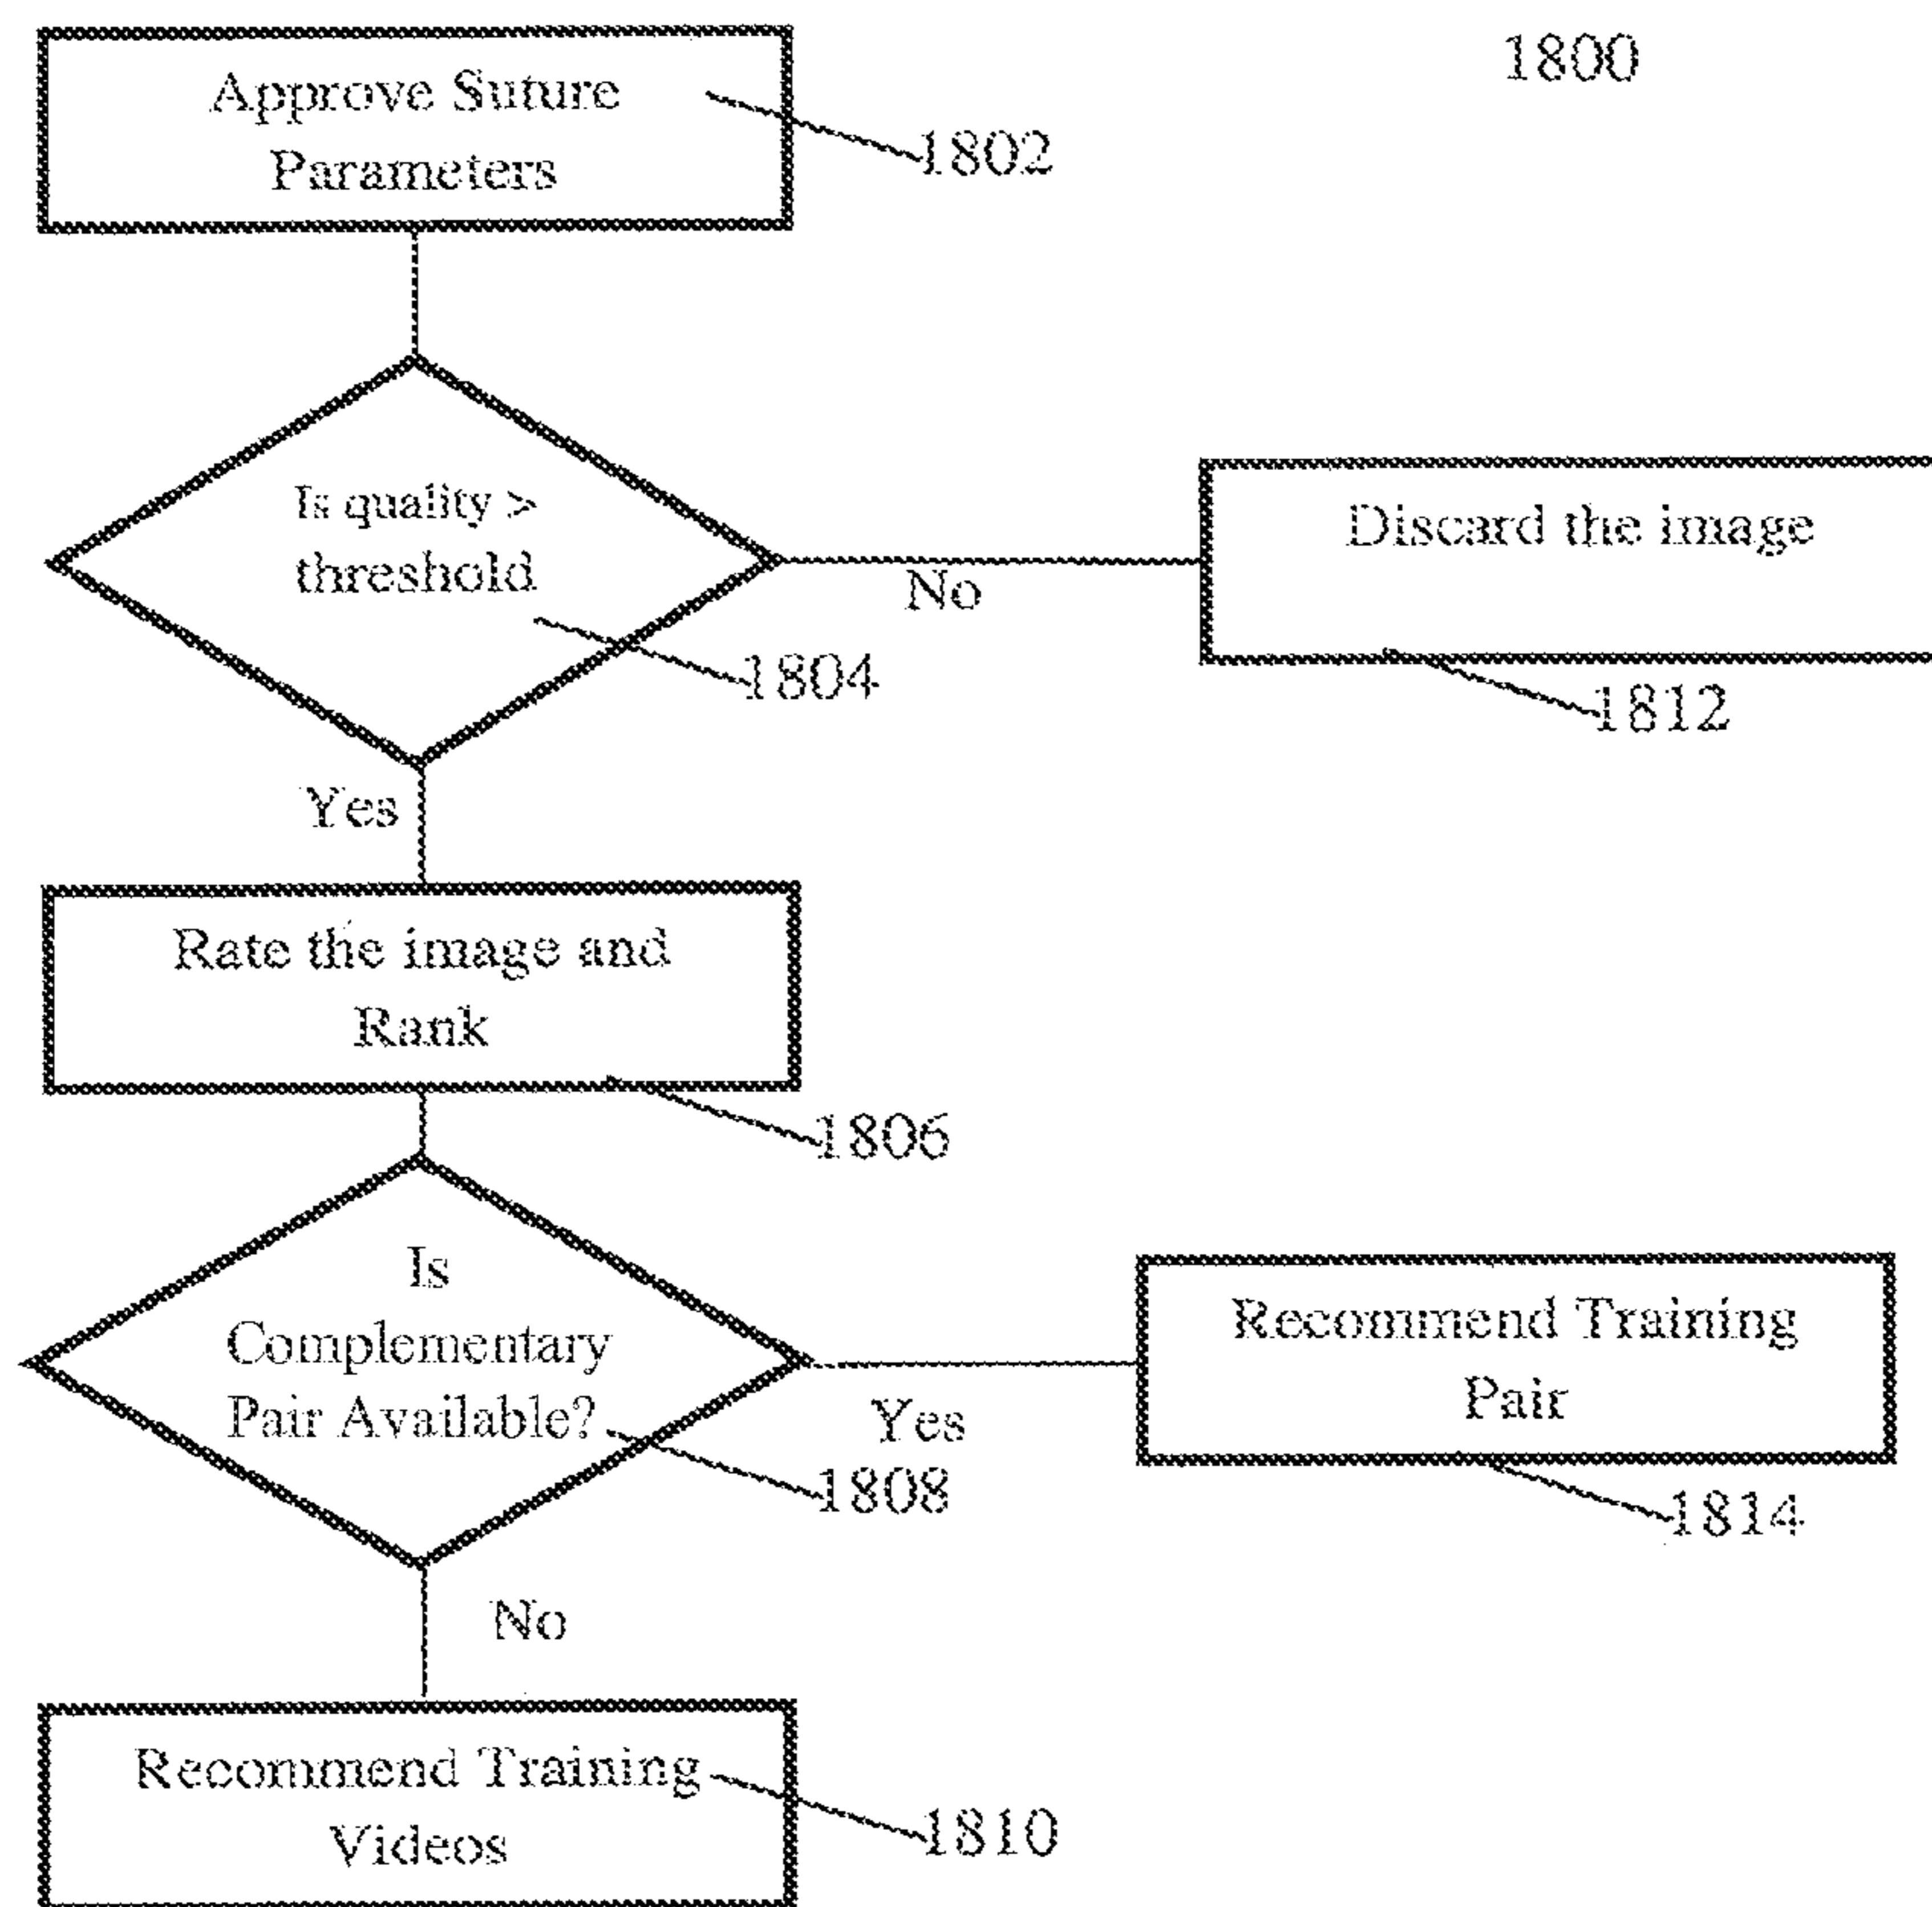 1800
Approve Suture
Parameters
1802
Is quality >
threshold
No
1804
Discard the image
1812
Yes
Rate the image and
Rank
1806
Is
Complementary
Pair Available?
Yes
1808
Recommend Training
Pair
1814
No
Recommend Training
Videos
1810